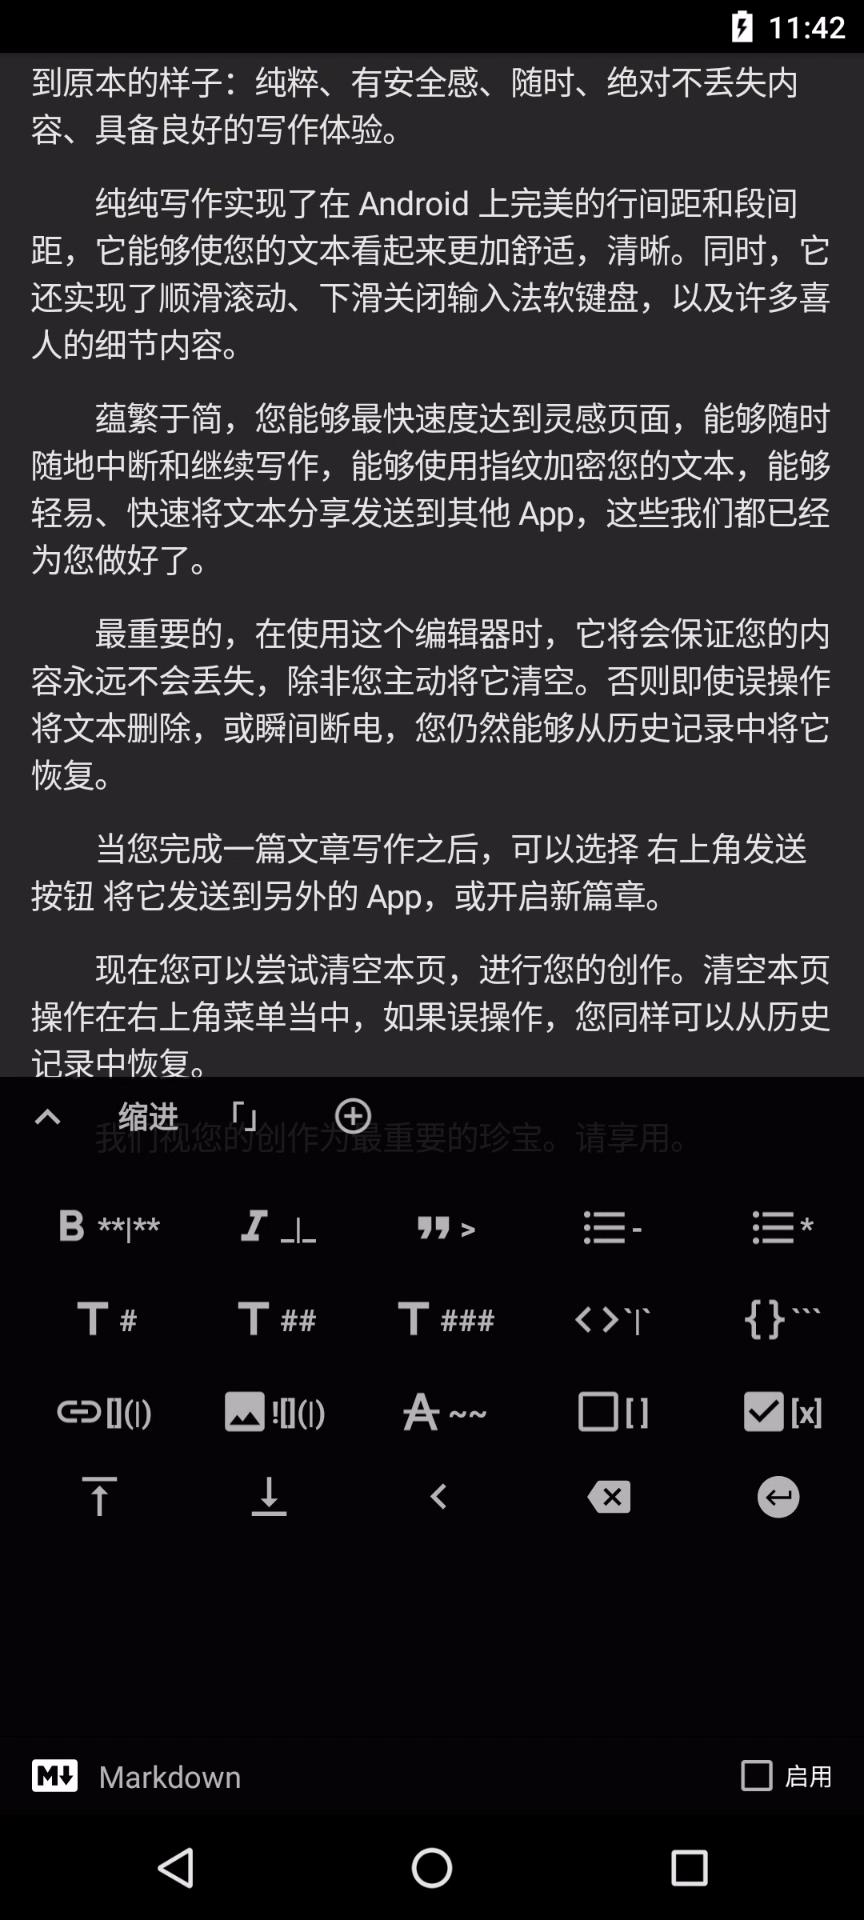 11:42
到原本的样子：纯粹、有安全感、随时、绝对不丢失内
容、具备良好的写作体验。
纯纯写作实现了在 Android 上完美的行间距和段间
距，它能够使您的文本看起来更加舒适，清晰。同时，它
还实现了顺滑滚动、下滑关闭输入法软键盘，以及许多喜
人的细节内容。
蕴繁于简，您能够最快速度达到灵感页面，能够随时
随地中断和继续写作，能够使用指纹加密您的文本，能够
轻易、快速将文本分享发送到其他 App，这些我们都已经
为您做好了。
最重要的，在使用这个编辑器时，它将会保证您的内
容永远不会丢失，除非您主动将它清空。否则即使误操作
将文本删除，或瞬间断电，您仍然能够从历史记录中将它
恢复。
当您完成一篇文章写作之后，可以选择 右上角发送
按钮 将它发送到另外的 App，或开启新篇章。
现在您可以尝试清空本页，进行您的创作。清空本页
操作在右上角菜单当中，如果误操作，您同样可以从历史
记录中恢复。
缩进 「」
我们视您的创作为最重要的珍宝。请享用。
B **|** I _|_ >  - *
T # T ## T ### <> `|` {} ```
[](|) ![](|) A ~~ [ ] [x]
M Markdown 启用